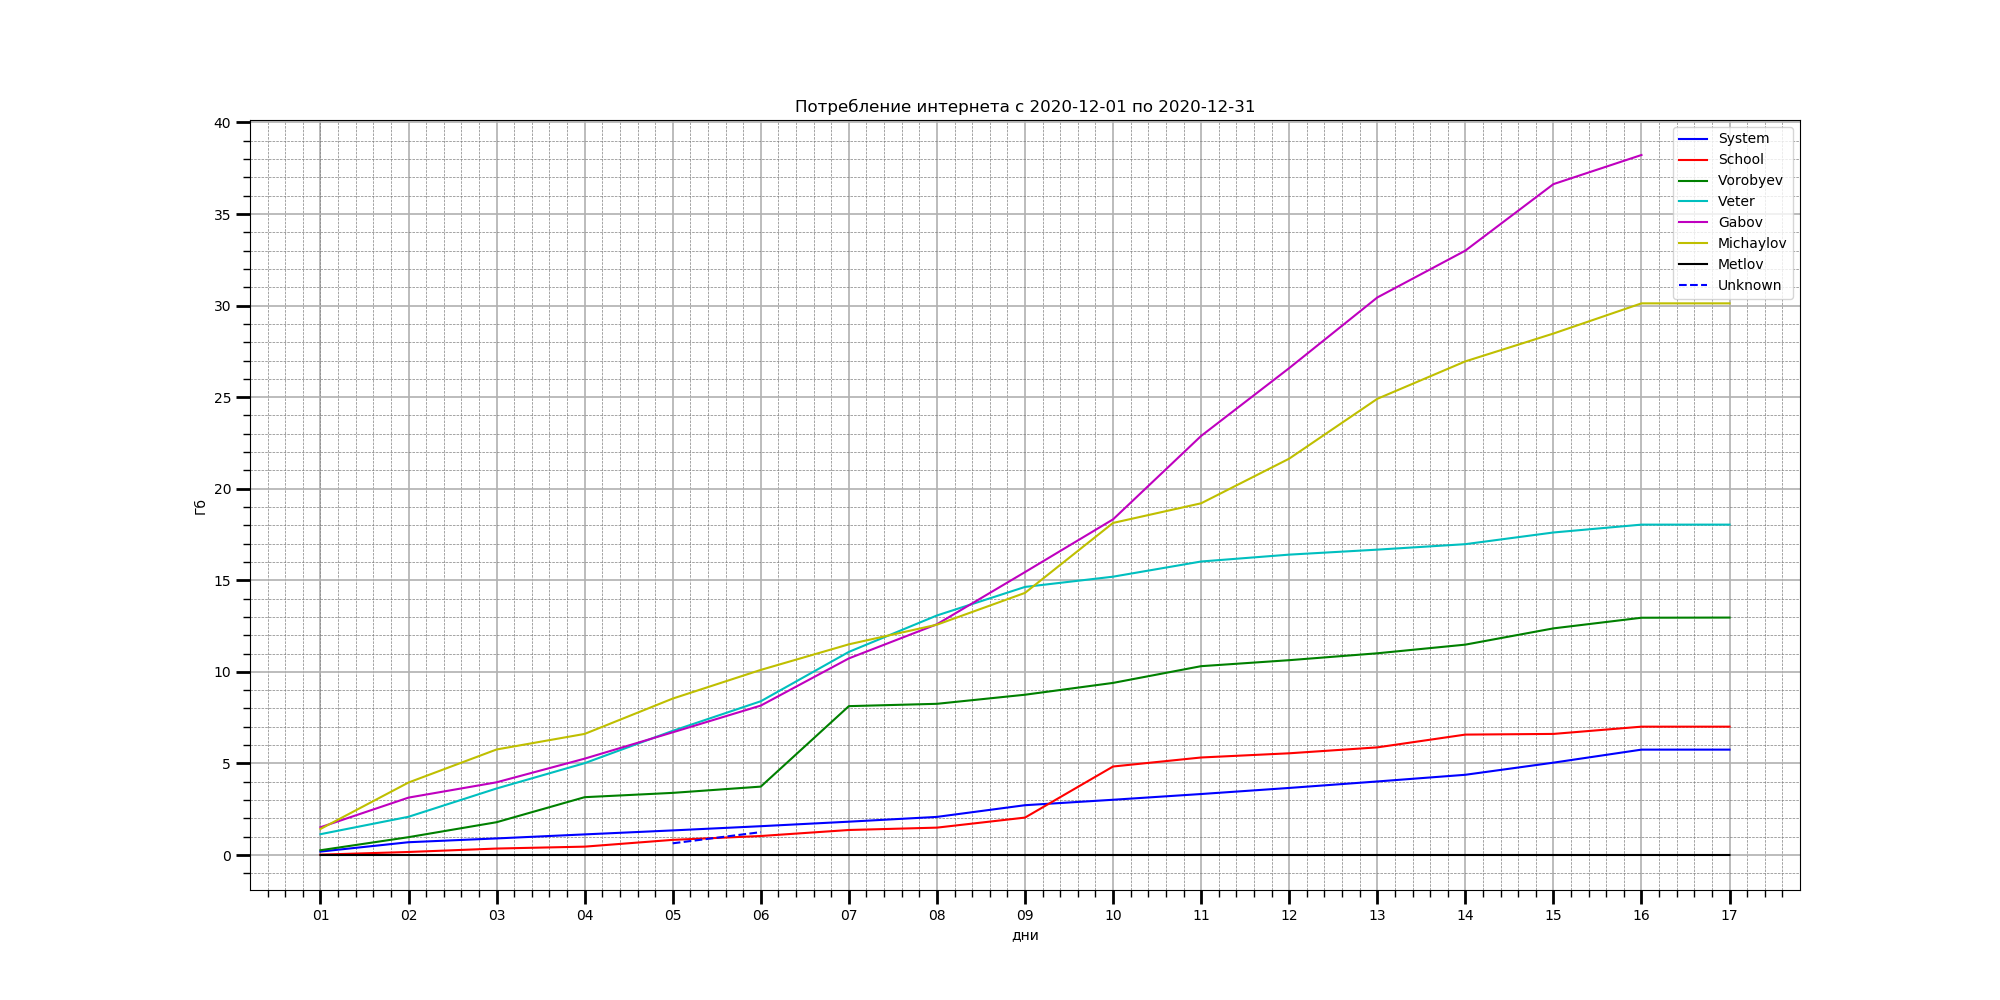 Потребление интернета с 2020-12-01 по 2020-12-31
System
School
Vorobyev
Veter
Gabov
Michaylov
Metlov
Unknown
40
35
30
25
20
15
10
5
0
Гб
01 02 03 04 05 06 07 08 09 10 11 12 13 14 15 16 17
дни